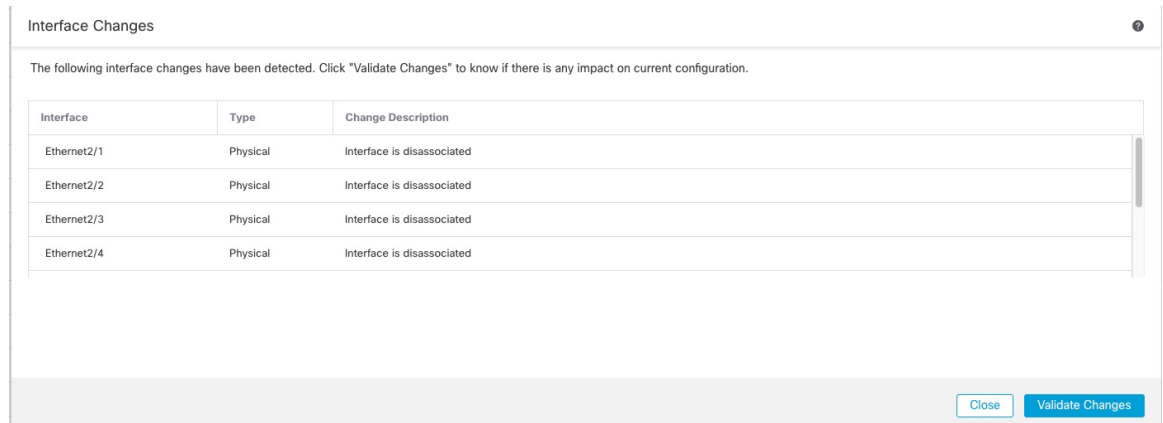 Interface Changes
?
The following interface changes have been detected. Click "Validate Changes" to know if there is any impact on current configuration.
Interface Type Change Description
Ethernet2/1 Physical Interface is disassociated
Ethernet2/2 Physical Interface is disassociated
Ethernet2/3 Physical Interface is disassociated
Ethernet2/4 Physical Interface is disassociated
Close Validate Changes